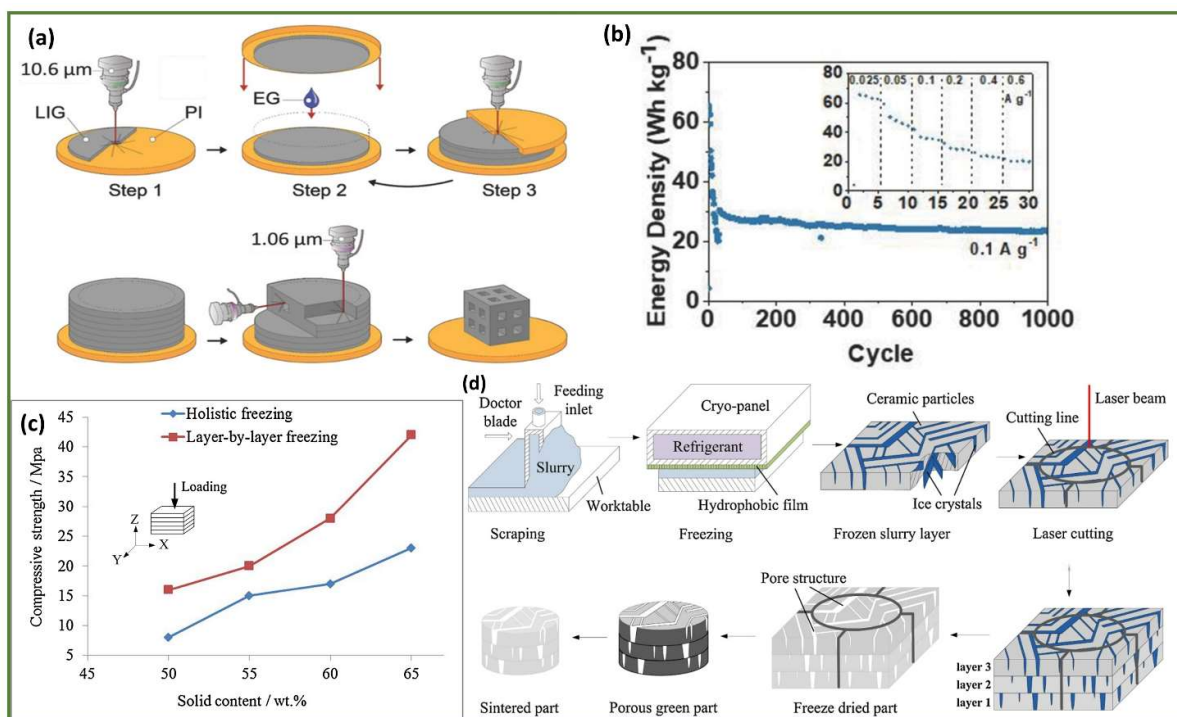 (a)
10.6 µm
LIG
PI
EG
Step 1
Step 2
Step 3
1.06 µm
(b)
Energy Density (Wh kg⁻¹)
80
60
40
20
0
0 200 400 600 800 1000
Cycle
0.1 A g⁻¹
0.0 25 0.05 0.1 0.2 0.4 0.6
A g⁻¹
80
60
40
20
0
0 5 10 15 20 25 30
(c)
Holistic freezing
Layer-by-layer freezing
Loading
Z
X
Y
Compressive strength / Mpa
45
40
35
30
25
20
15
10
5
45 50 55 60 65
Solid content / wt.%
(d)
Doctor blade
Feeding inlet
Slurry
Worktable
Scraping
Cryo-panel
Refrigerant
Hydrophobic film
Freezing
Ceramic particles
Ice crystals
Frozen slurry layer
Laser beam
Cutting line
Laser cutting
layer 3
layer 2
layer 1
Pore structure
Freeze dried part
Porous green part
Sintered part